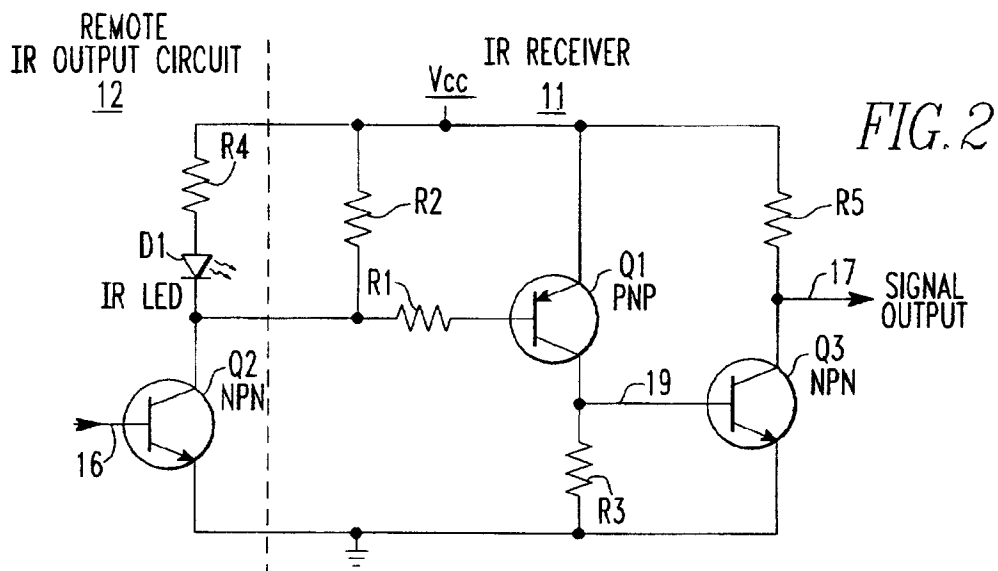 REMOTE
IR OUTPUT CIRCUIT
12
IR RECEIVER
11
Vcc
FIG. 2
R4
R2
R5
D1
IR LED
R1
Q1
PNP
17
SIGNAL
OUTPUT
Q2
NPN
19
Q3
NPN
16
R3